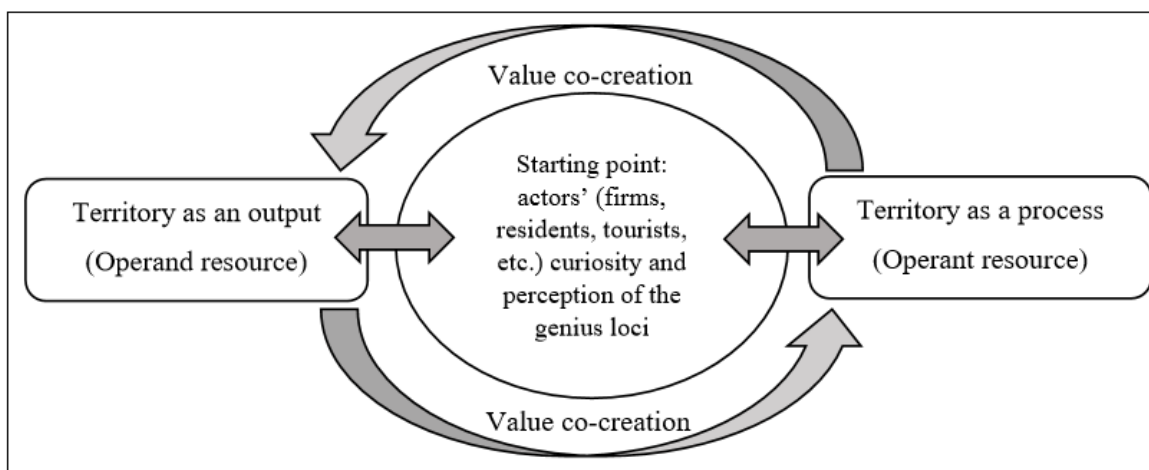 Value co-creation
Territory as an output
(Operand resource)
Starting point:
actors’ (firms,
residents, tourists,
etc.) curiosity and
perception of the
genius loci
Territory as a process
(Operant resource)
Value co-creation